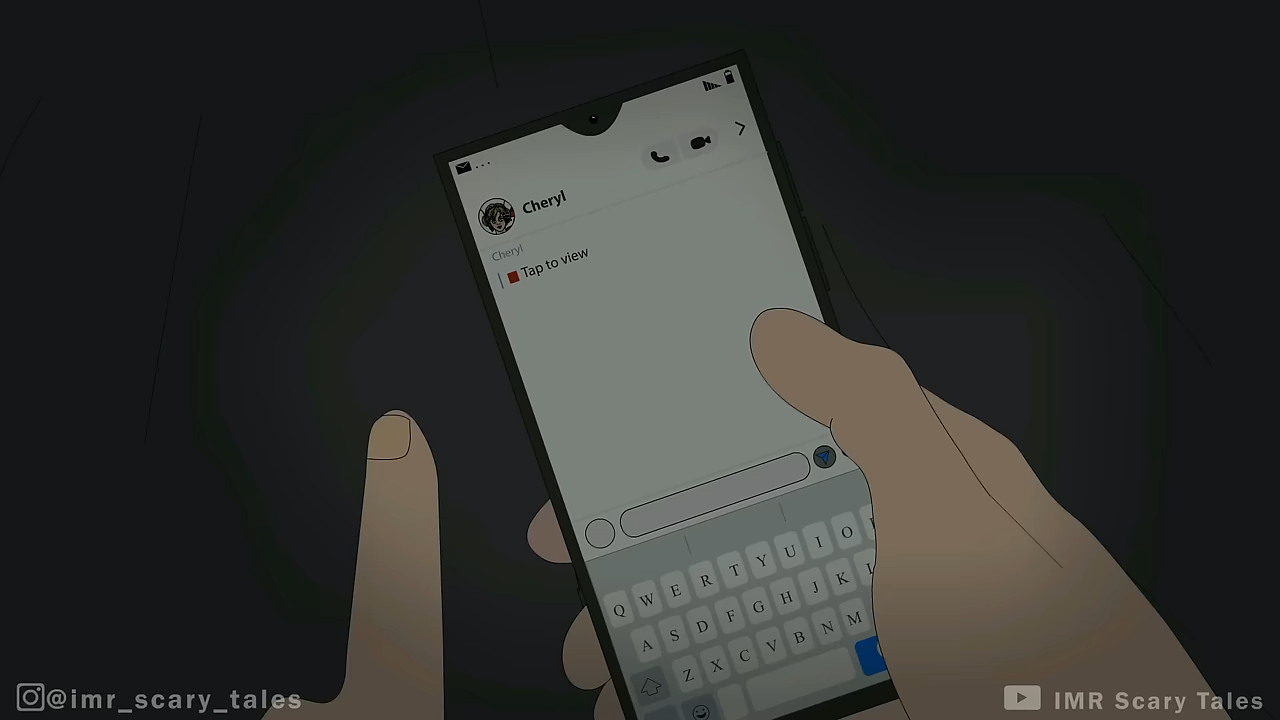 Cheryl
Cheryl
Tap to view
Q W E R T Y U I O
A S D F G H J K L
Z X C V B N M
@imr_scary_tales
IMR Scary Tales